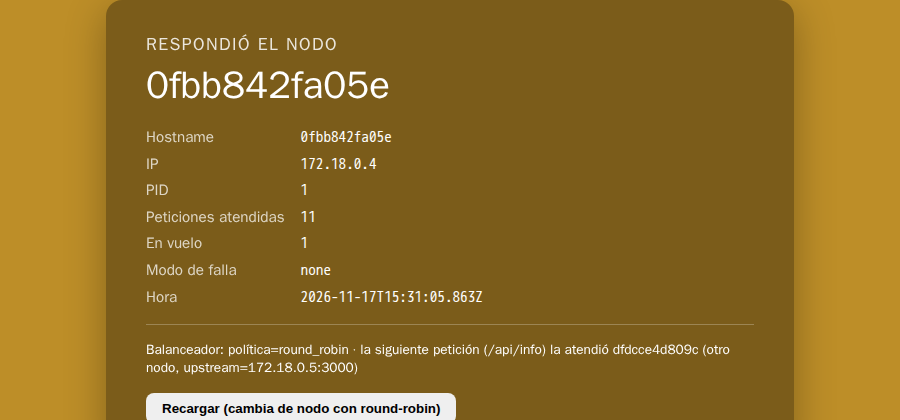 RESPONDIÓ EL NODO
0fbb842fa05e
Hostname 0fbb842fa05e
IP 172.18.0.4
PID 1
Peticiones atendidas 11
En vuelo 1
Modo de falla none
Hora 2026-11-17T15:31:05.863Z
Balanceador: política=round_robin · la siguiente petición (/api/info) la atendió dfdcce4d809c (otro
nodo, upstream=172.18.0.5:3000)
Recargar (cambia de nodo con round-robin)